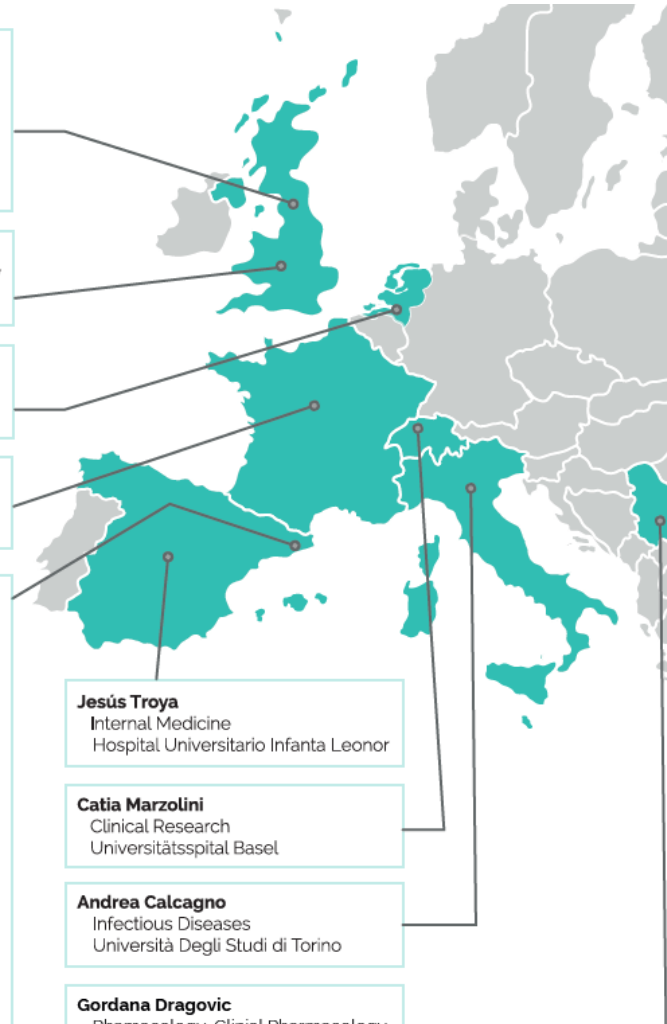 Jesús Troya
Internal Medicine
Hospital Universitario Infanta Leonor
Catia Marzolini
Clinical Research
Universitätsspital Basel
Andrea Calcagno
Infectious Diseases
Università Degli Studi di Torino
Gordana Dragovic